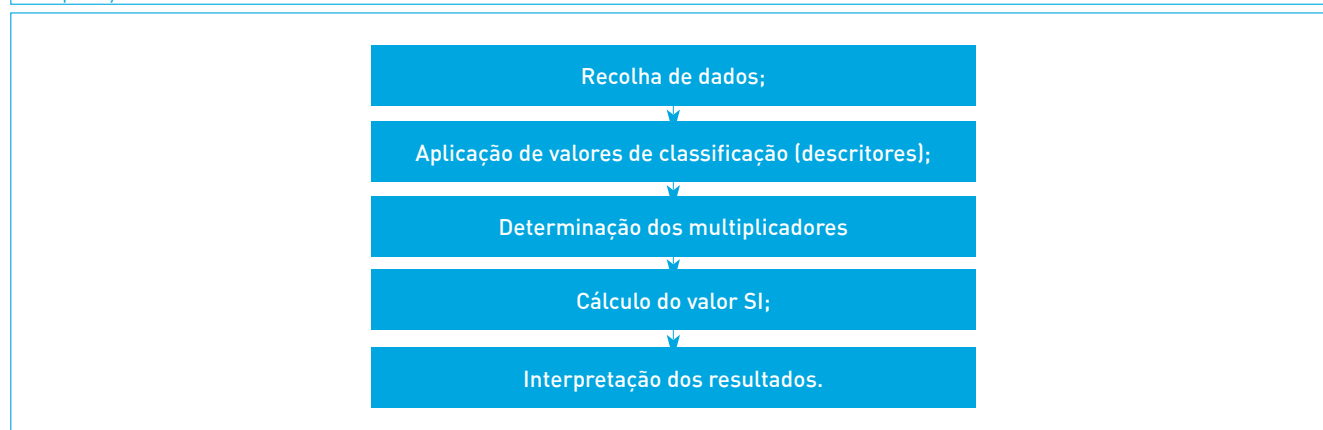 Recolha de dados;
Aplicação de valores de classificação (descritores);
Determinação dos multiplicadores
Cálculo do valor SI;
Interpretação dos resultados.